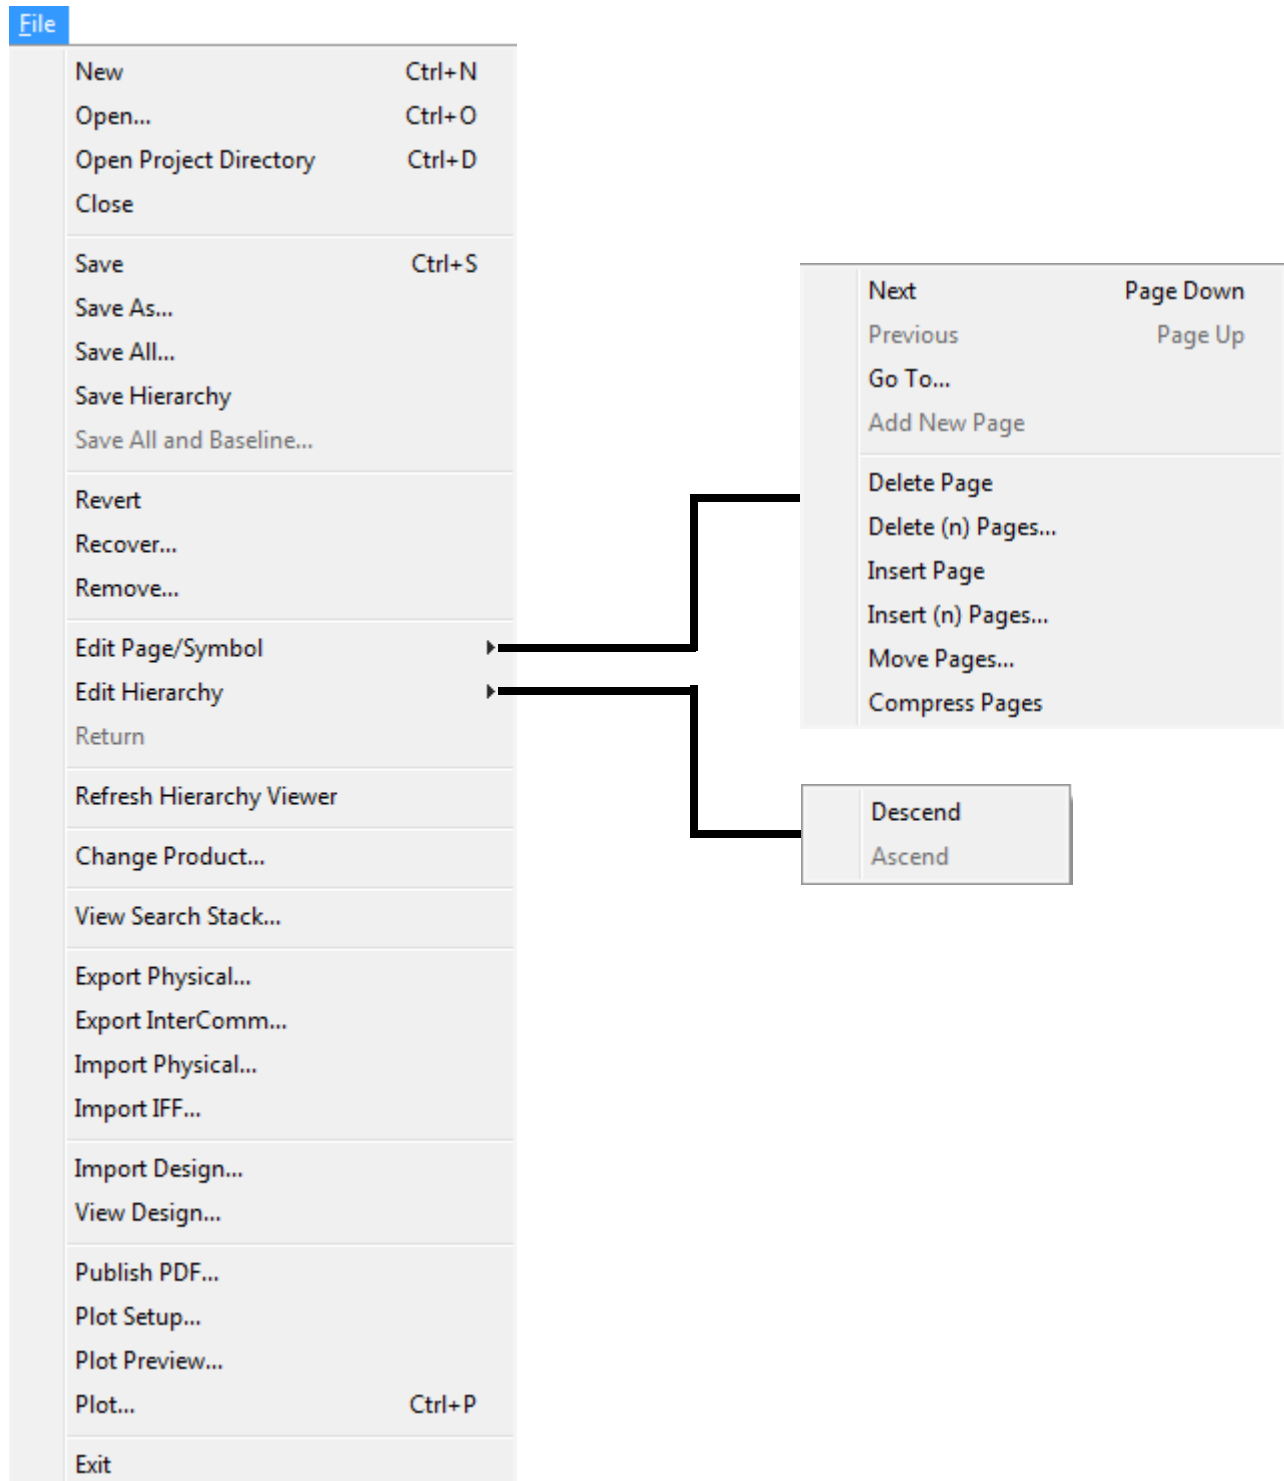 File
New Ctrl+N
Open... Ctrl+O
Open Project Directory Ctrl+D
Close
Save Ctrl+S
Save As...
Save All...
Save Hierarchy
Save All and Baseline...
Revert
Recover...
Remove...
Edit Page/Symbol
Edit Hierarchy
Return
Refresh Hierarchy Viewer
Change Product...
View Search Stack...
Export Physical...
Export InterComm...
Import Physical...
Import IFF...
Import Design...
View Design...
Publish PDF...
Plot Setup...
Plot Preview...
Plot... Ctrl+P
Exit
Next Page Down
Previous Page Up
Go To...
Add New Page
Delete Page
Delete (n) Pages...
Insert Page
Insert (n) Pages...
Move Pages...
Compress Pages
Descend
Ascend